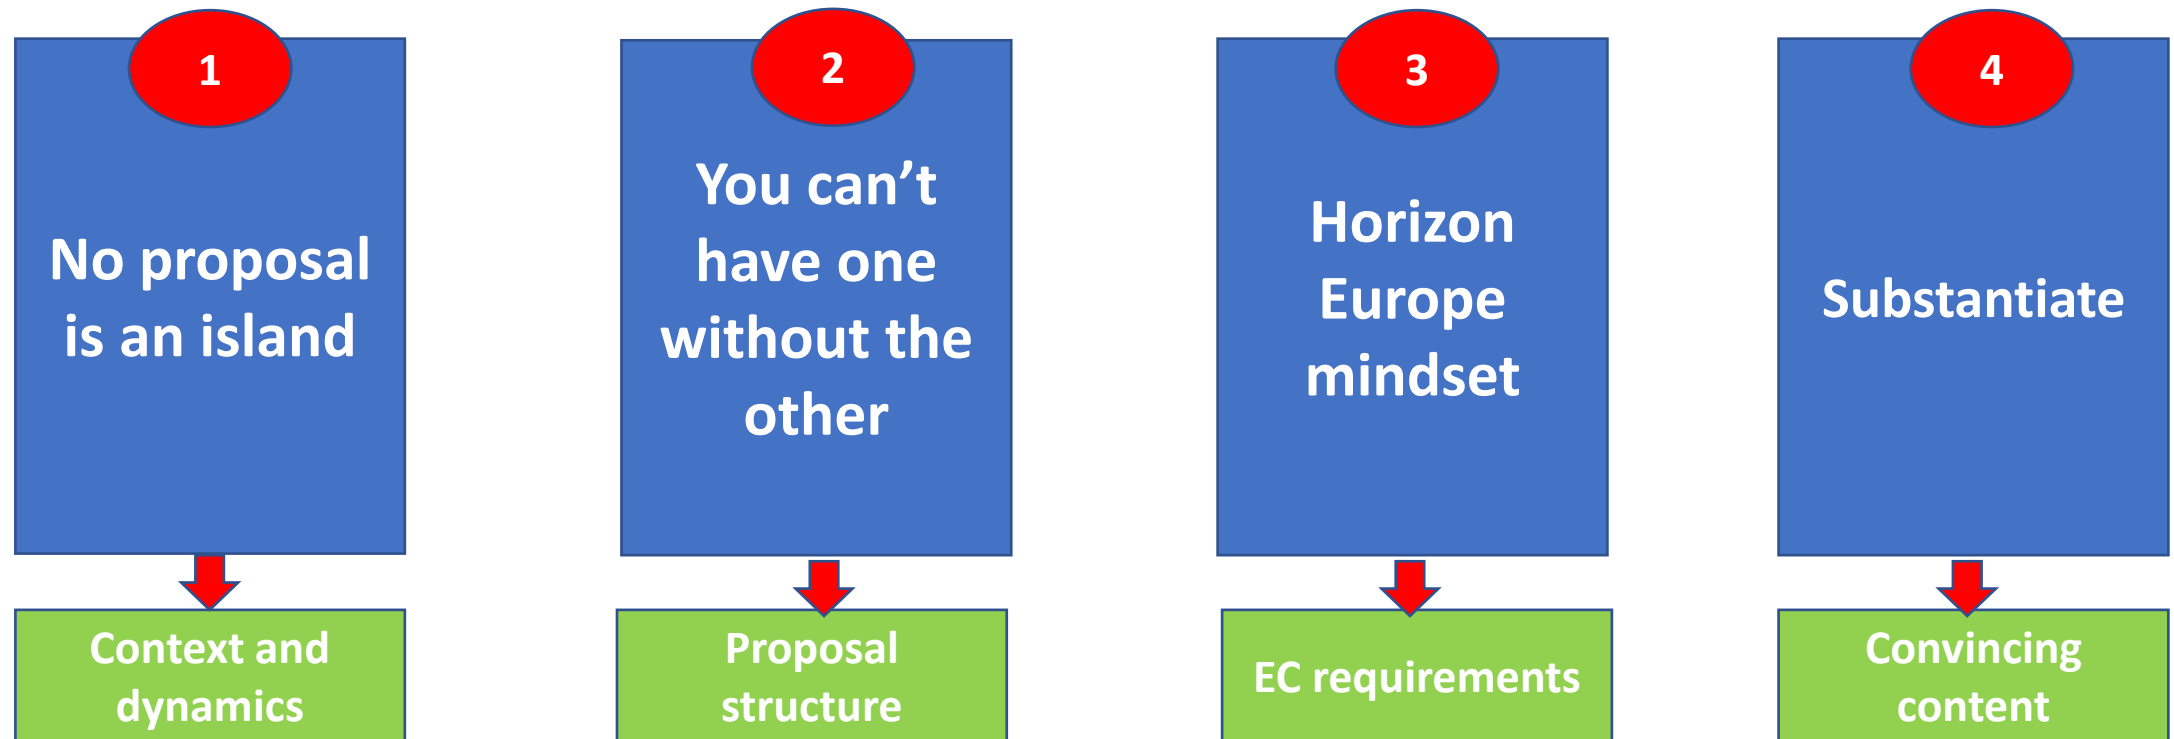 1
No proposal
is an island
Context and
dynamics
2
You can’t
have one
without the
other
Proposal
structure
3
Horizon
Europe
mindset
EC requirements
4
Substantiate
Convincing
content